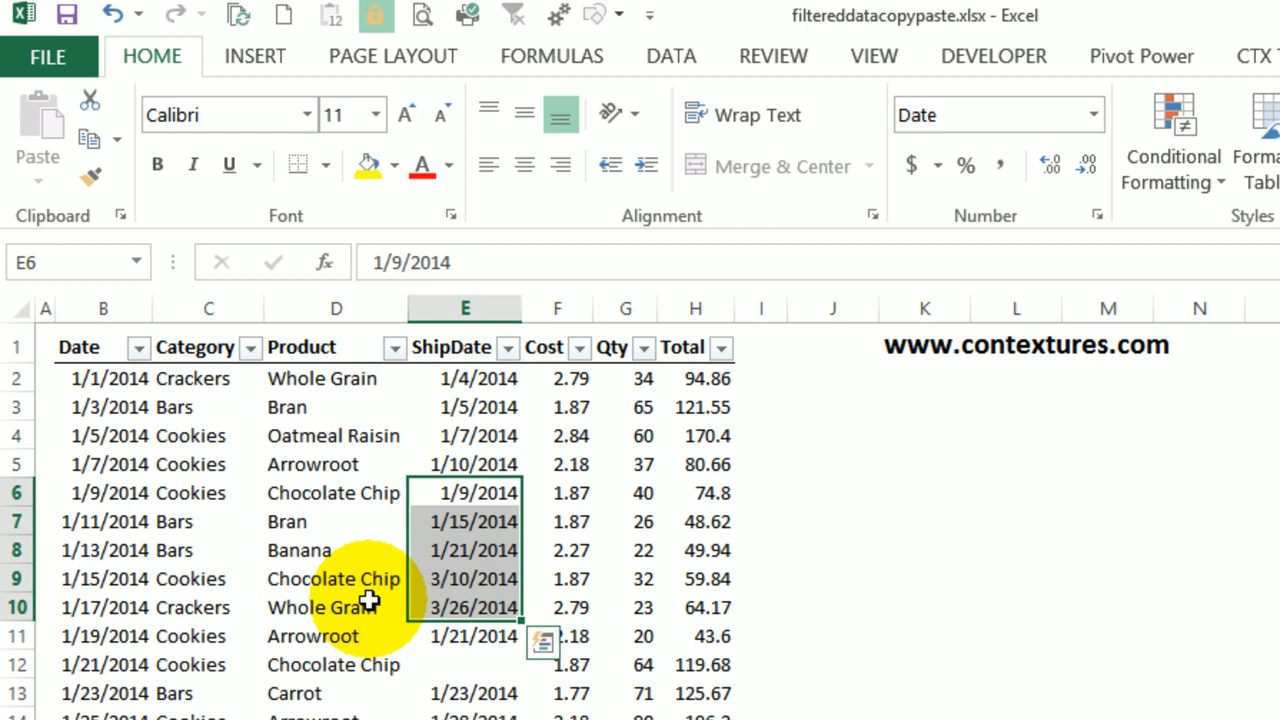 filtereddatacopypaste.xlsx - Excel
12
FILE HOME INSERT PAGE LAYOUT FORMULAS DATA REVIEW VIEW DEVELOPER Pivot Power CTX
Calibri 11 A A Wrap Text Date
Paste B I U A Merge & Center $ % , .00 Conditional Forma
Formatting Tabl
Clipboard Font Alignment Number Styles
E6 fx 1/9/2014
A B C D E F G H I J K L M N
1 Date Category Product ShipDate Cost Qty Total www.contextures.com
2 1/1/2014 Crackers Whole Grain 1/4/2014 2.79 34 94.86
3 1/3/2014 Bars Bran 1/5/2014 1.87 65 121.55
4 1/5/2014 Cookies Oatmeal Raisin 1/7/2014 2.84 60 170.4
5 1/7/2014 Cookies Arrowroot 1/10/2014 2.18 37 80.66
6 1/9/2014 Cookies Chocolate Chip 1/9/2014 1.87 40 74.8
7 1/11/2014 Bars Bran 1/15/2014 1.87 26 48.62
8 1/13/2014 Bars Banana 1/21/2014 2.27 22 49.94
9 1/15/2014 Cookies Chocolate Chip 3/10/2014 1.87 32 59.84
10 1/17/2014 Crackers Whole Grain 3/26/2014 2.79 23 64.17
11 1/19/2014 Cookies Arrowroot 1/21/2014 2.18 20 43.6
12 1/21/2014 Cookies Chocolate Chip 1.87 64 119.68
13 1/23/2014 Bars Carrot 1/23/2014 1.77 71 125.67